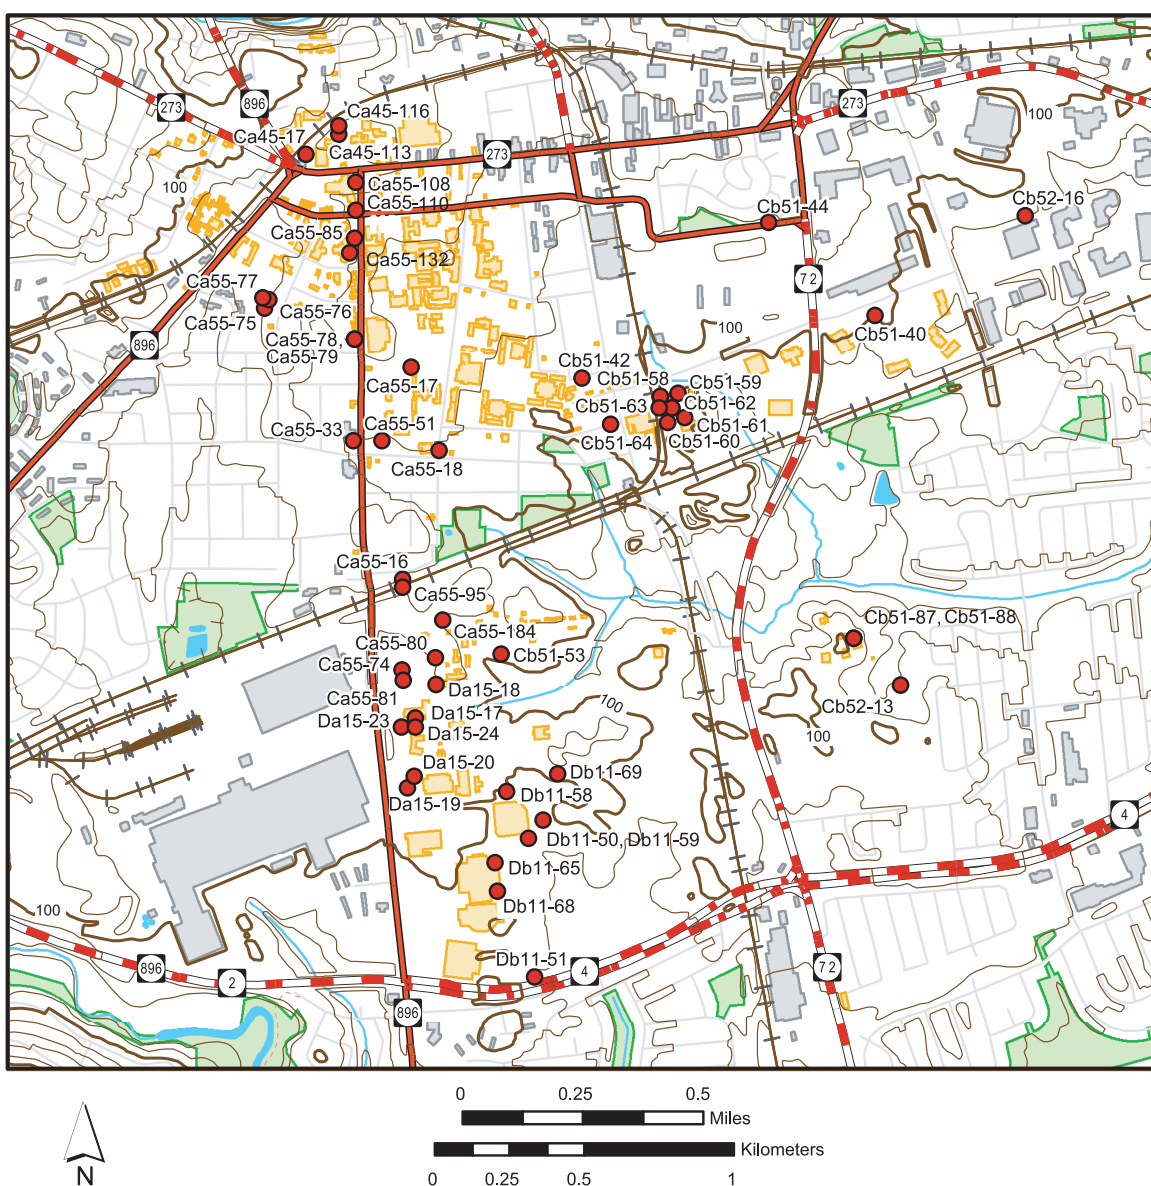 273
896
Ca45-116
Ca45-17
Ca45-113
273
273
100
100
Ca55-108
Ca55-110
Cb51-44
Cb52-16
Ca55-85
Ca55-132
72
Ca55-77
Ca55-76
Ca55-75
Ca55-78,
Ca55-79
896
100
Cb51-40
Cb51-42
Cb51-58
Cb51-59
Ca55-17
Cb51-63
Cb51-62
Cb51-61
Cb51-64
Cb51-60
Ca55-33
Ca55-51
Ca55-18
Ca55-16
Ca55-95
Ca55-184
Cb51-87, Cb51-88
Ca55-80
Ca55-74
Cb51-53
Ca55-81
Da15-18
Cb52-13
100
100
Da15-17
Da15-23
Da15-24
Da15-20
Db11-69
Da15-19
Db11-58
4
Db11-50, Db11-59
Db11-65
Db11-68
100
Db11-51
896
2
4
72
896
0
0.25
0.5
Miles
Kilometers
0
0.25
0.5
1
N